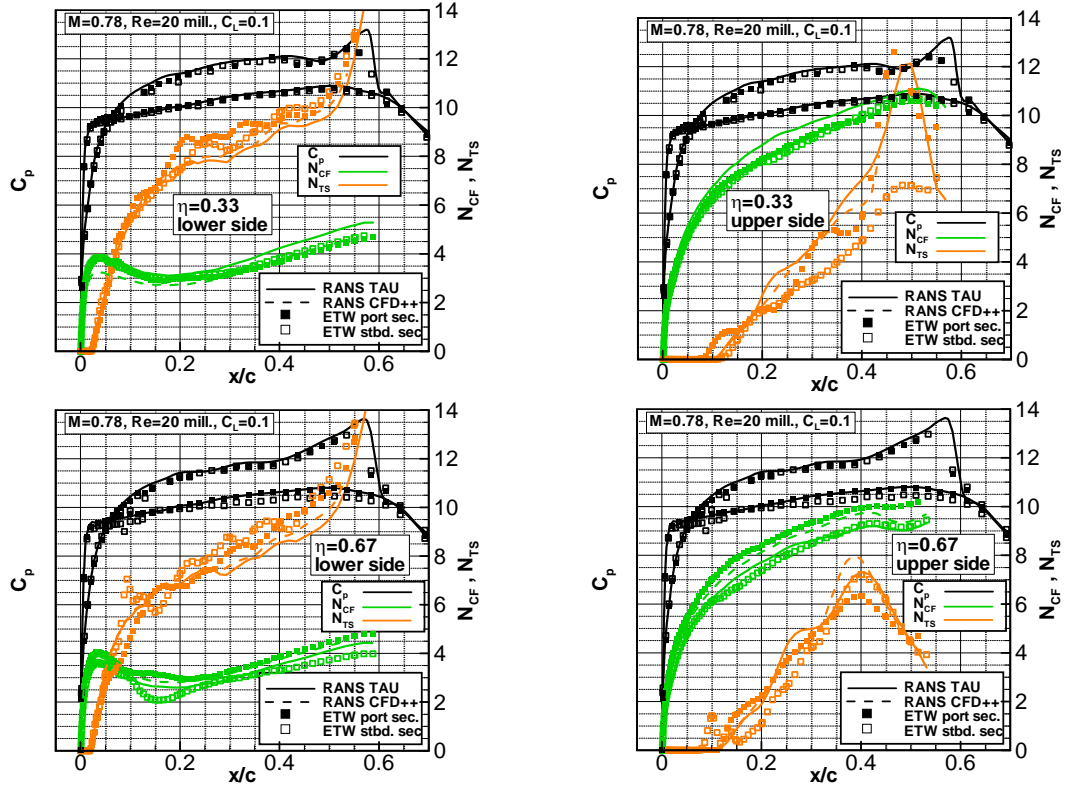 M=0.78, Re=20 mill., C_L=0.1
14
12
10
8
6
4
2
0
C_p
N_CF , N_TS
C_p
N_CF
N_TS
η=0.33
lower side
RANS TAU
RANS CFD++
ETW port sec.
ETW stbd. sec
0
0.2
0.4
0.6
x/c
M=0.78, Re=20 mill., C_L=0.1
14
12
10
8
6
4
2
0
C_p
N_CF , N_TS
η=0.33
upper side
C_p
N_CF
N_TS
RANS TAU
RANS CFD++
ETW port sec.
ETW stbd. sec
0
0.2
0.4
0.6
x/c
M=0.78, Re=20 mill., C_L=0.1
14
12
10
8
6
4
2
0
C_p
N_CF , N_TS
η=0.67
lower side
C_p
N_CF
N_TS
RANS TAU
RANS CFD++
ETW port sec.
ETW stbd. sec
0
0.2
0.4
0.6
x/c
M=0.78, Re=20 mill., C_L=0.1
14
12
10
8
6
4
2
0
C_p
N_CF , N_TS
η=0.67
upper side
C_p
N_CF
N_TS
RANS TAU
RANS CFD++
ETW port sec.
ETW stbd. sec
0
0.2
0.4
0.6
x/c